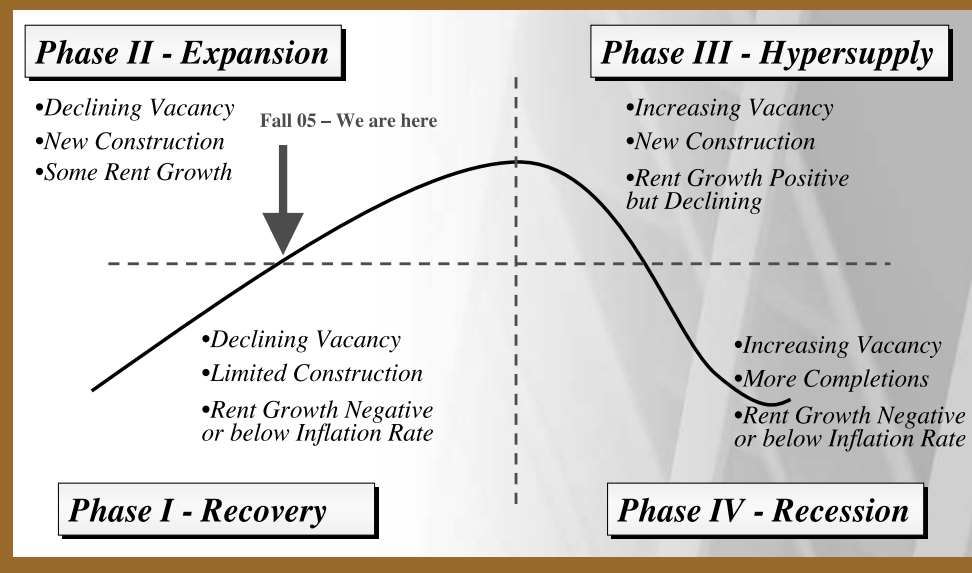 Phase II - Expansion
•Declining Vacancy
•New Construction
•Some Rent Growth
Fall 05 – We are here
Phase III - Hypersupply
•Increasing Vacancy
•New Construction
•Rent Growth Positive
but Declining
•Declining Vacancy
•Limited Construction
•Rent Growth Negative
or below Inflation Rate
Phase I - Recovery
•Increasing Vacancy
•More Completions
•Rent Growth Negative
or below Inflation Rate
Phase IV - Recession